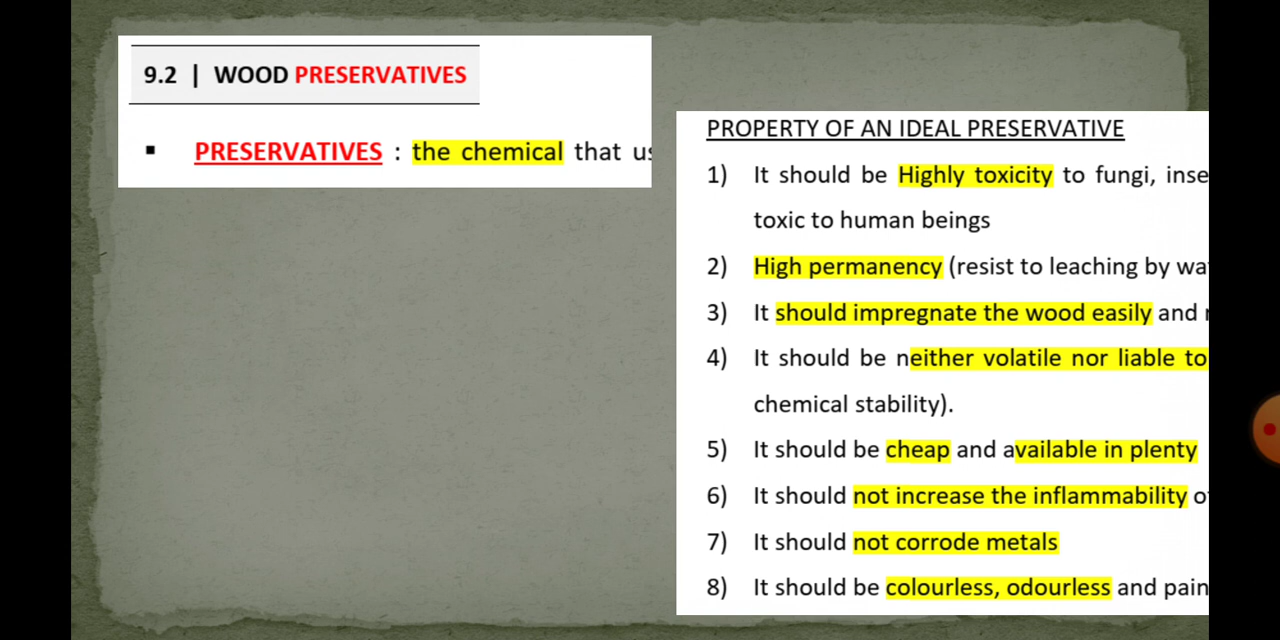 9.2 | WOOD PRESERVATIVES
▪ PRESERVATIVES : the chemical that
PROPERTY OF AN IDEAL PRESERVATIVE
1) It should be Highly toxicity to fungi,
toxic to human beings
2) High permanency (resist to leaching by
3) It should impregnate the wood easily and
4) It should be neither volatile nor liable to
chemical stability).
5) It should be cheap and available in plenty
6) It should not increase the inflammability
7) It should not corrode metals
8) It should be colourless, odourless and